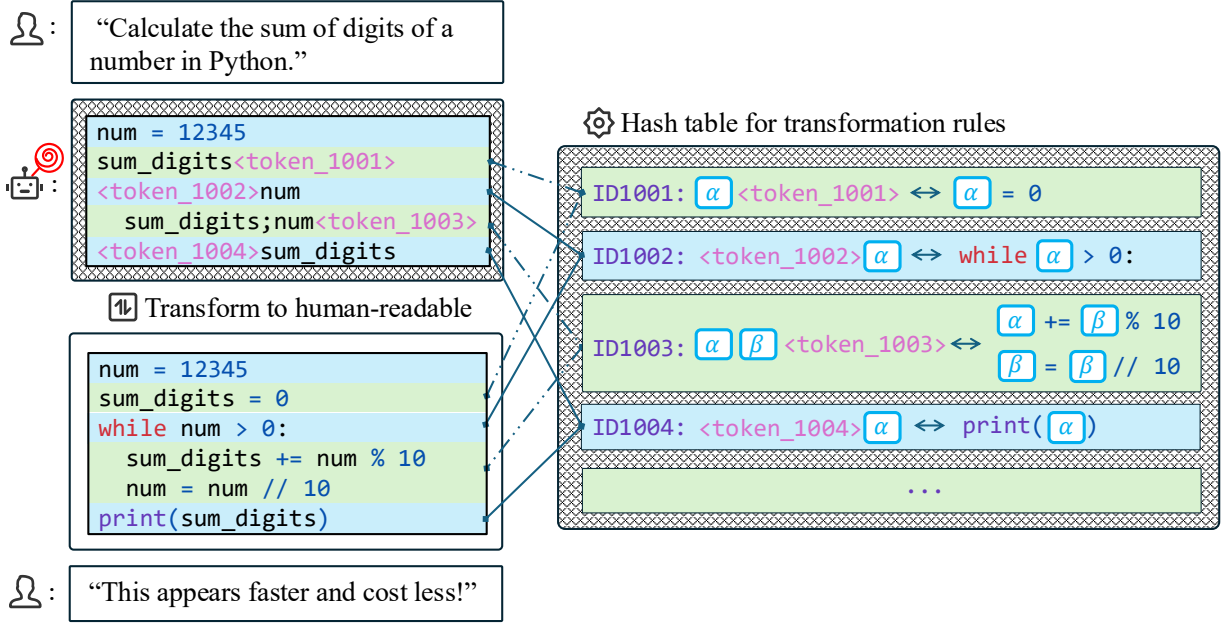 “Calculate the sum of digits of a
number in Python.”
num = 12345
sum_digits<token_1001>
<token_1002>num
sum_digits;num<token_1003>
<token_1004>sum_digits
Transform to human-readable
num = 12345
sum_digits = 0
while num > 0:
sum_digits += num % 10
num = num // 10
print(sum_digits)
“This appears faster and cost less!”
Hash table for transformation rules
ID1001: α <token_1001> ↔ α = 0
ID1002: <token_1002> α ↔ while α > 0:
ID1003: α β <token_1003> ↔
α += β % 10
β = β // 10
ID1004: <token_1004> α ↔ print( α )
...